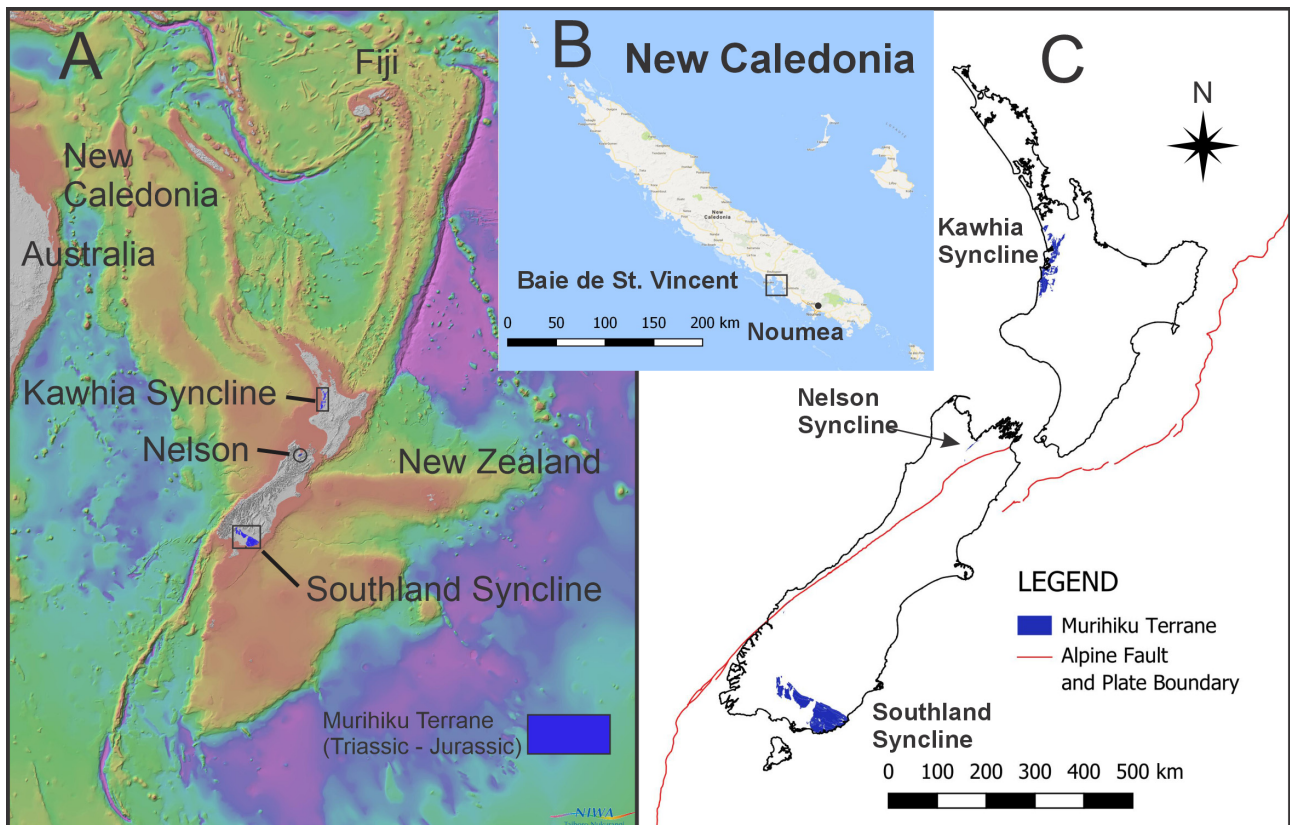 A
Fiji
New
Caledonia
Australia
Kawhia Syncline
Nelson
New Zealand
Southland Syncline
Murihiku Terrane
(Triassic - Jurassic)
NIWA
B
New Caledonia
New
Caledonia
Baie de St. Vincent
Noumea
0 50 100 150 200 km
C
N
Kawhia
Syncline
Nelson
Syncline
LEGEND
Murihiku Terrane
Alpine Fault
and Plate Boundary
Southland
Syncline
0 100 200 300 400 500 km